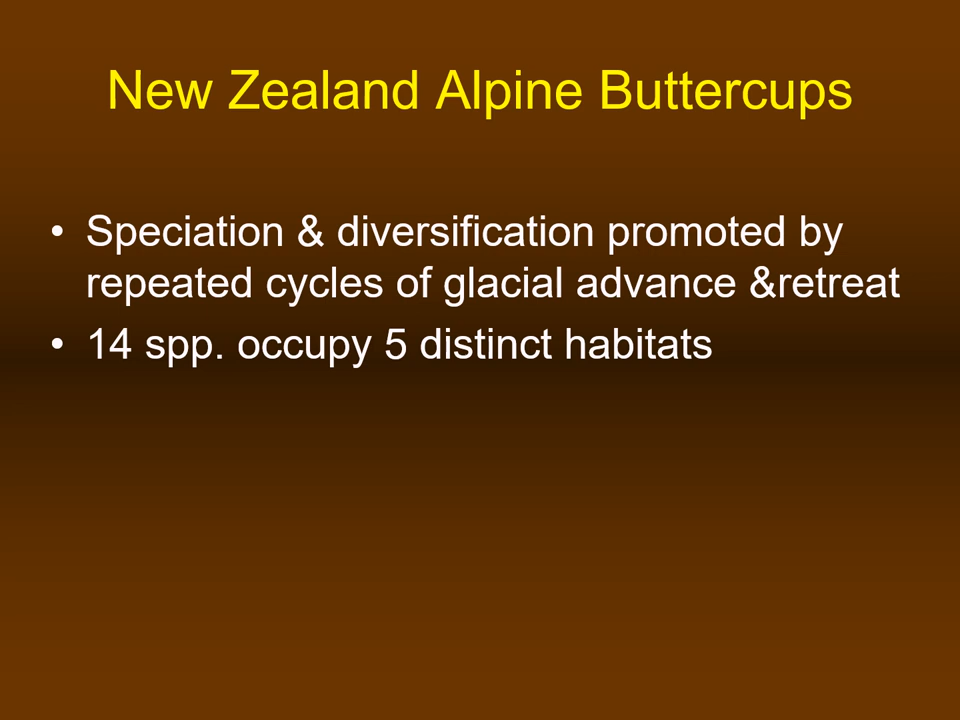 New Zealand Alpine Buttercups
• Speciation & diversification promoted by
repeated cycles of glacial advance &retreat
• 14 spp. occupy 5 distinct habitats